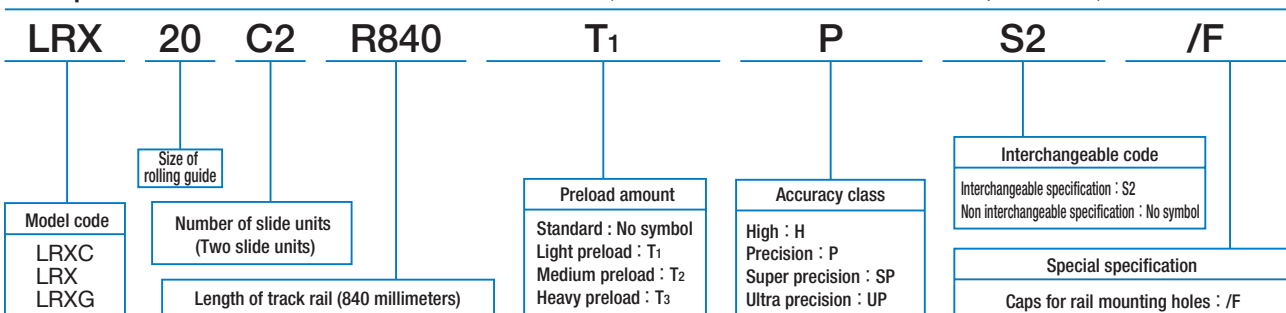 LRX 20 C2 R840 T1 P S2 /F
Size of
rolling guide
Interchangeable code
Interchangeable specification : S2
Non interchangeable specification : No symbol
Model code
LRXC
LRX
LRXG
Number of slide units
(Two slide units)
Preload amount
Standard : No symbol
Light preload : T1
Medium preload : T2
Heavy preload : T3
Accuracy class
High : H
Precision : P
Super precision : SP
Ultra precision : UP
Length of track rail (840 millimeters)
Special specification
Caps for rail mounting holes : /F